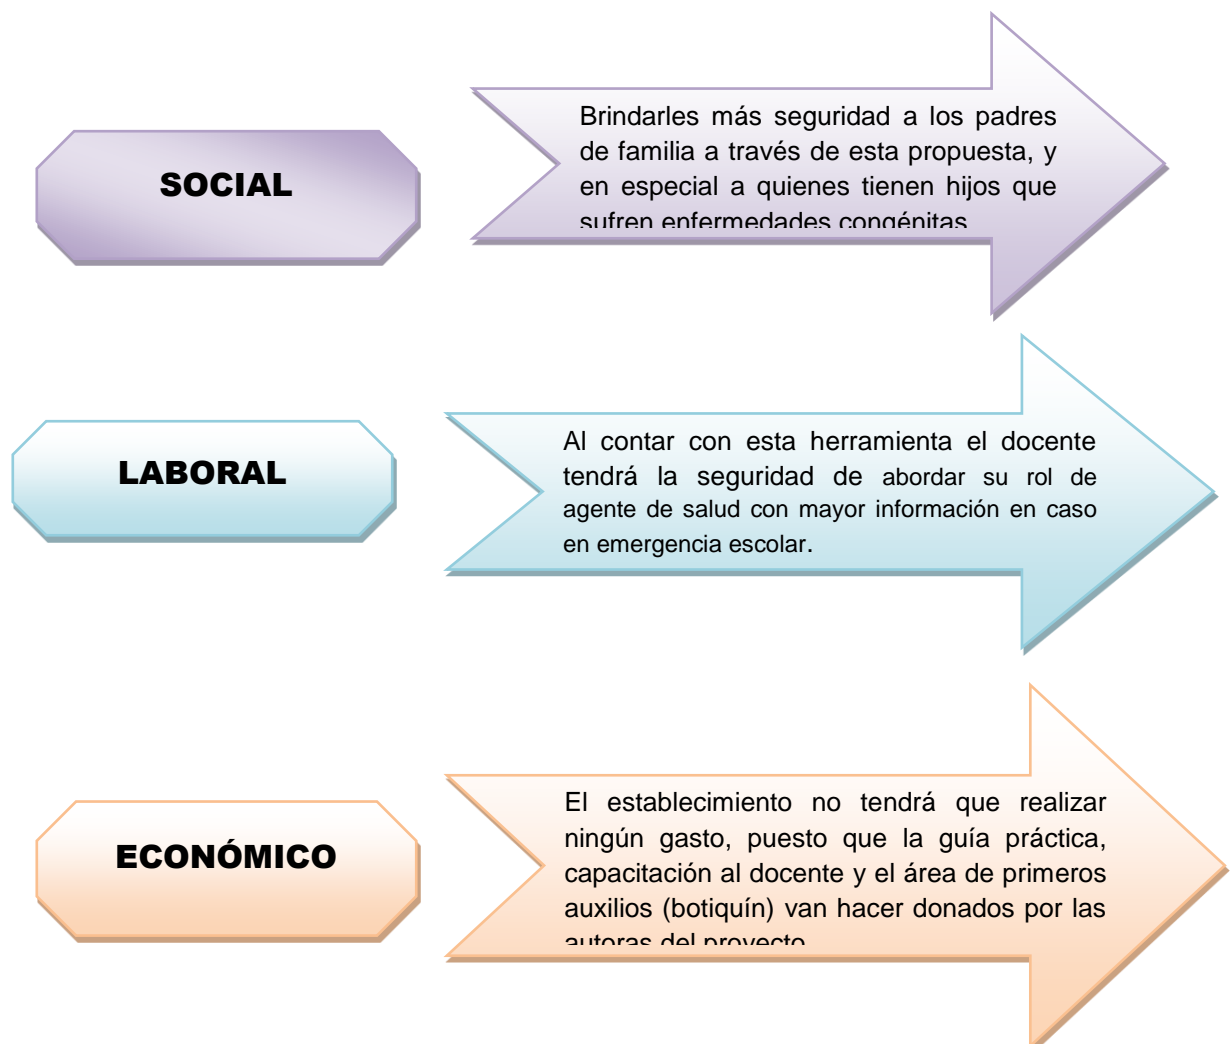 SOCIAL
Brindarles más seguridad a los padres
de familia a través de esta propuesta, y
en especial a quienes tienen hijos que
sufren enfermedades congénitas
LABORAL
Al contar con esta herramienta el docente
tendrá la seguridad de abordar su rol de
agente de salud con mayor información en caso
en emergencia escolar.
ECONÓMICO
El establecimiento no tendrá que realizar
ningún gasto, puesto que la guía práctica,
capacitación al docente y el área de primeros
auxilios (botiquín) van hacer donados por las
autoras del proyecto